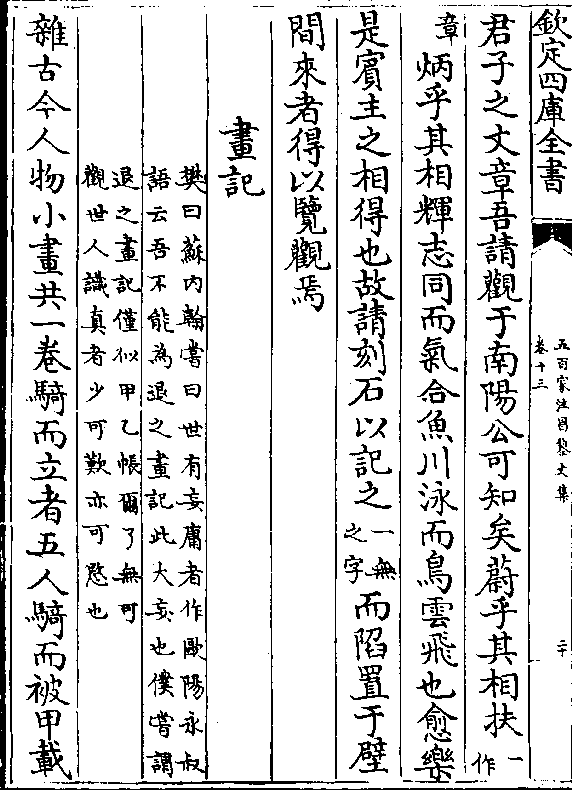 欽定四庫全書
五百家注昌黎文集
卷十三
二十
君子之文章吾請觀于南陽公可知矣蔚乎其相扶一作
章炳乎其相輝志同而氣合魚川泳而鳥雲飛也愈樂
是賓主之相得也故請刻石以記之一無之字而陷置于壁
間來者得以覽觀焉
畫記
樊曰蘇内翰嘗曰世有妄庸者作歐陽永叔
語云吾不能為退之畫記此大妄也僕嘗謂
退之畫記僅似甲乙帳爾了無可
觀世人識真者少可歎亦可愍也
雜古今人物小畫共一卷騎而立者五人騎而被甲載